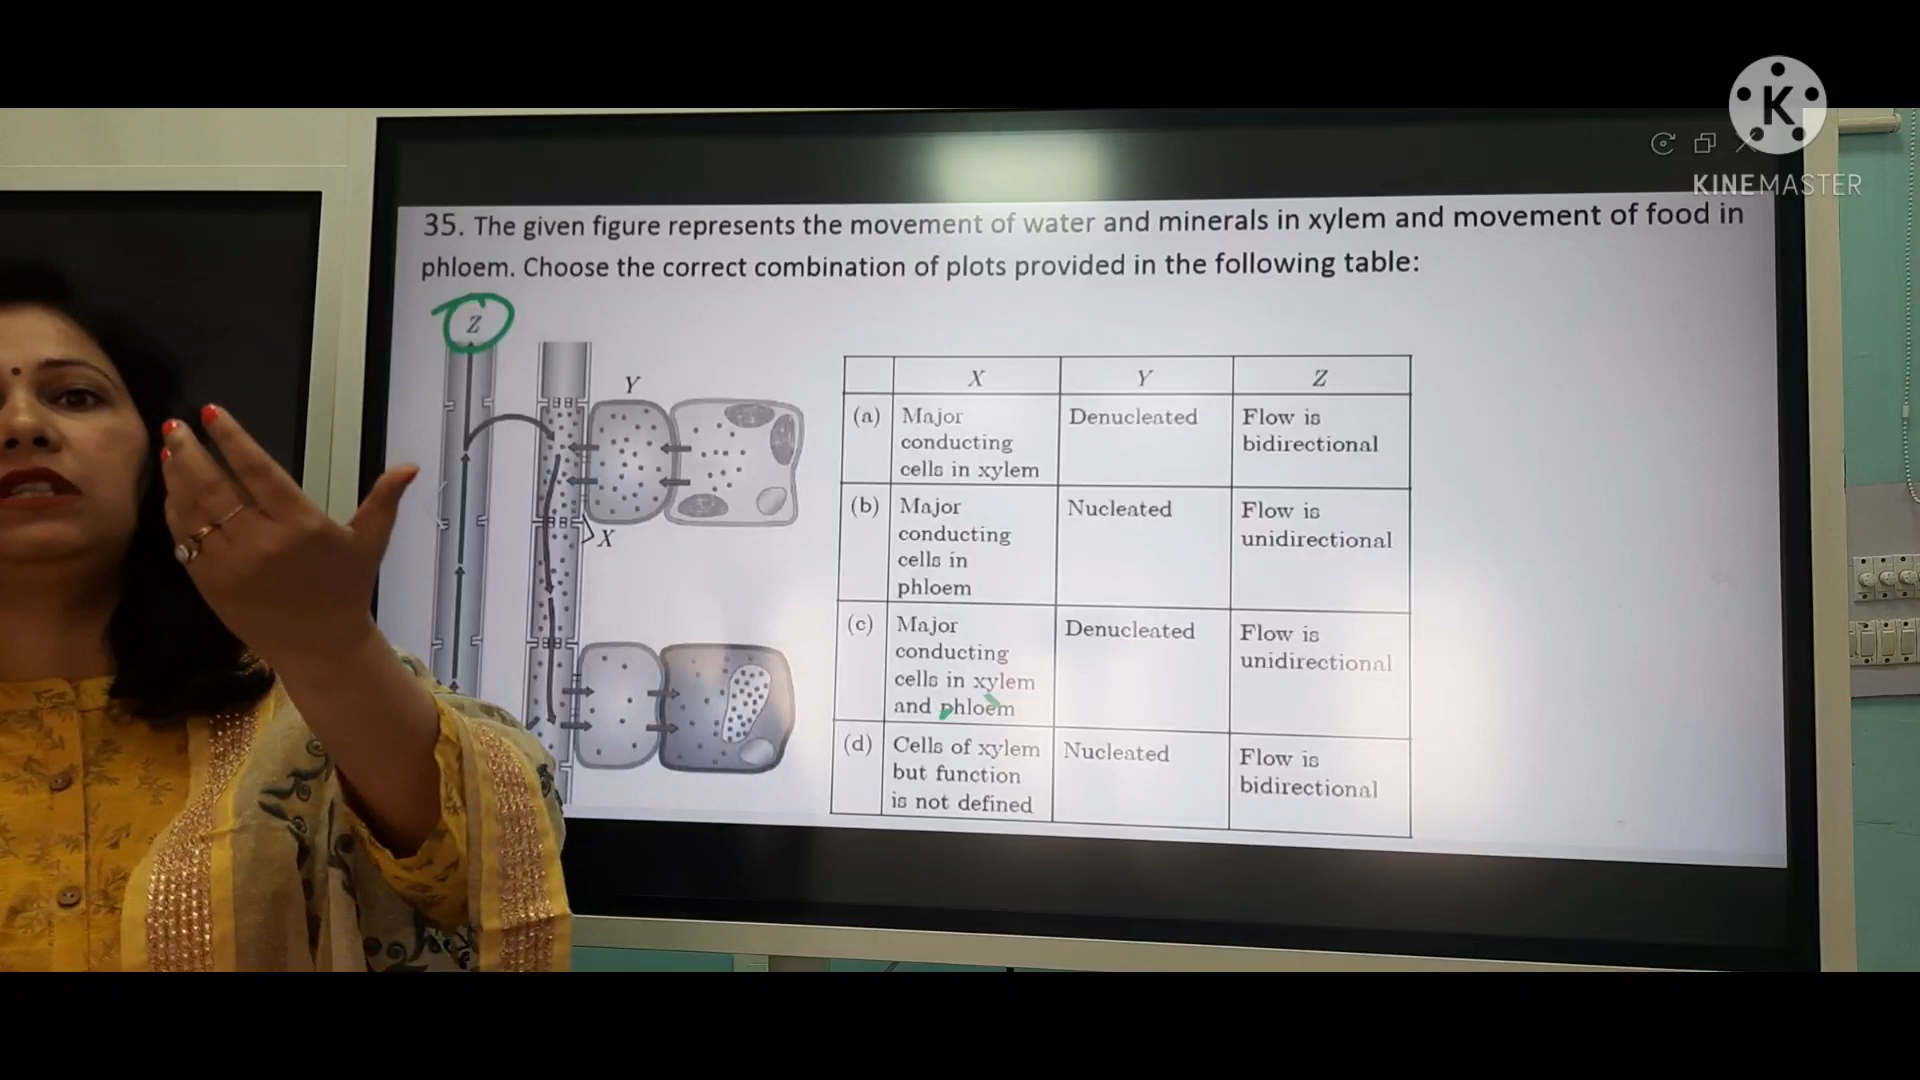 K
KINEMASTER
35. The given figure represents the movement of water and minerals in xylem and movement of food in
phloem. Choose the correct combination of plots provided in the following table:
Z
Y
X
X Y Z
(a) Major conducting cells in xylem Denucleated Flow is bidirectional
(b) Major conducting cells in phloem Nucleated Flow is unidirectional
(c) Major conducting cells in xylem and phloem Denucleated Flow is unidirectional
(d) Cells of xylem but function is not defined Nucleated Flow is bidirectional